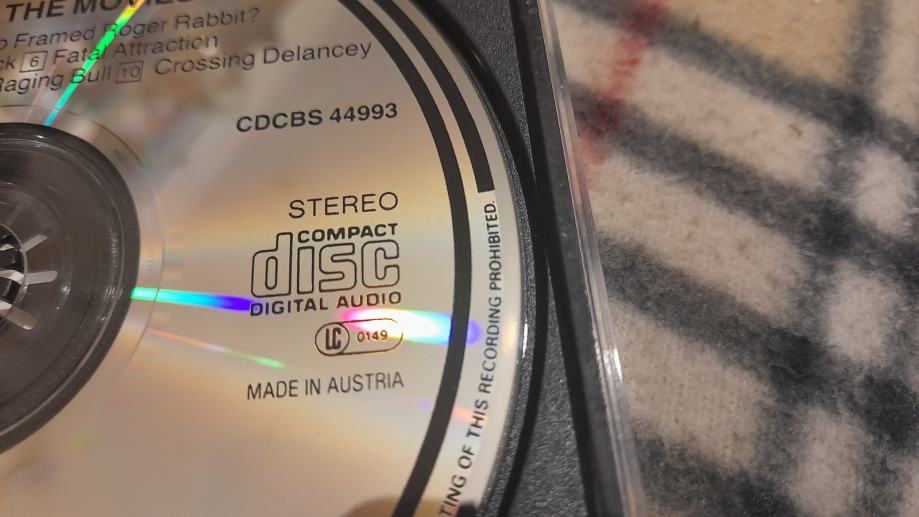 THE MOVIES
Framed Roger Rabbit?
6 Fatal Attraction
Raging Bull 10 Crossing Delancey
CDCBS 44993
STEREO
COMPACT
disc
DIGITAL AUDIO
LC 0149
MADE IN AUSTRIA
TING OF THIS RECORDING PROHIBITED.